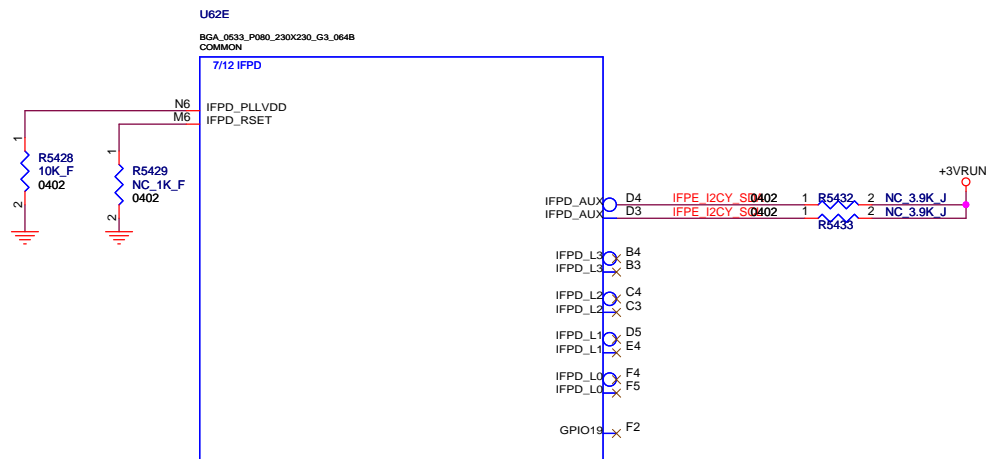 U62E
BGA_0533_P080_230X230_G3_064B
COMMON
7/12 IFPD
N6 IFPD_PLLVDD
M6 IFPD_RSET
1 1
R5428
10K_F
0402
R5429
NC_1K_F
0402
2 2
+3VRUN
IFPD_AUX D4 IFPE_I2CY_SD 0402 1 R5432 2 NC_3.9K_J
IFPD_AUX D3 IFPE_I2CY_S 0402 1 R5433 2 NC_3.9K_J
IFPD_L3 B4
IFPD_L3 B3
IFPD_L2 C4
IFPD_L2 C3
IFPD_L1 D5
IFPD_L1 E4
IFPD_L0 F4
IFPD_L0 F5
GPIO19 F2